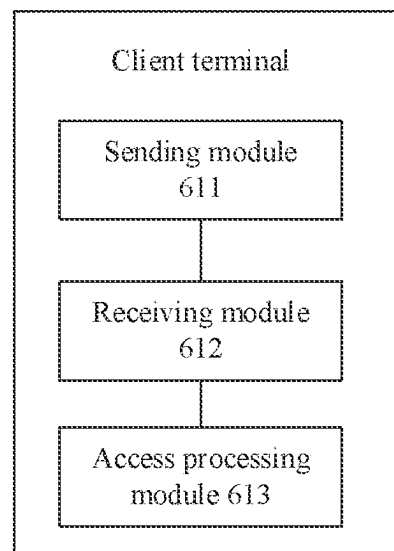 Client terminal
Sending module
611
Receiving module
612
Access processing
module 613